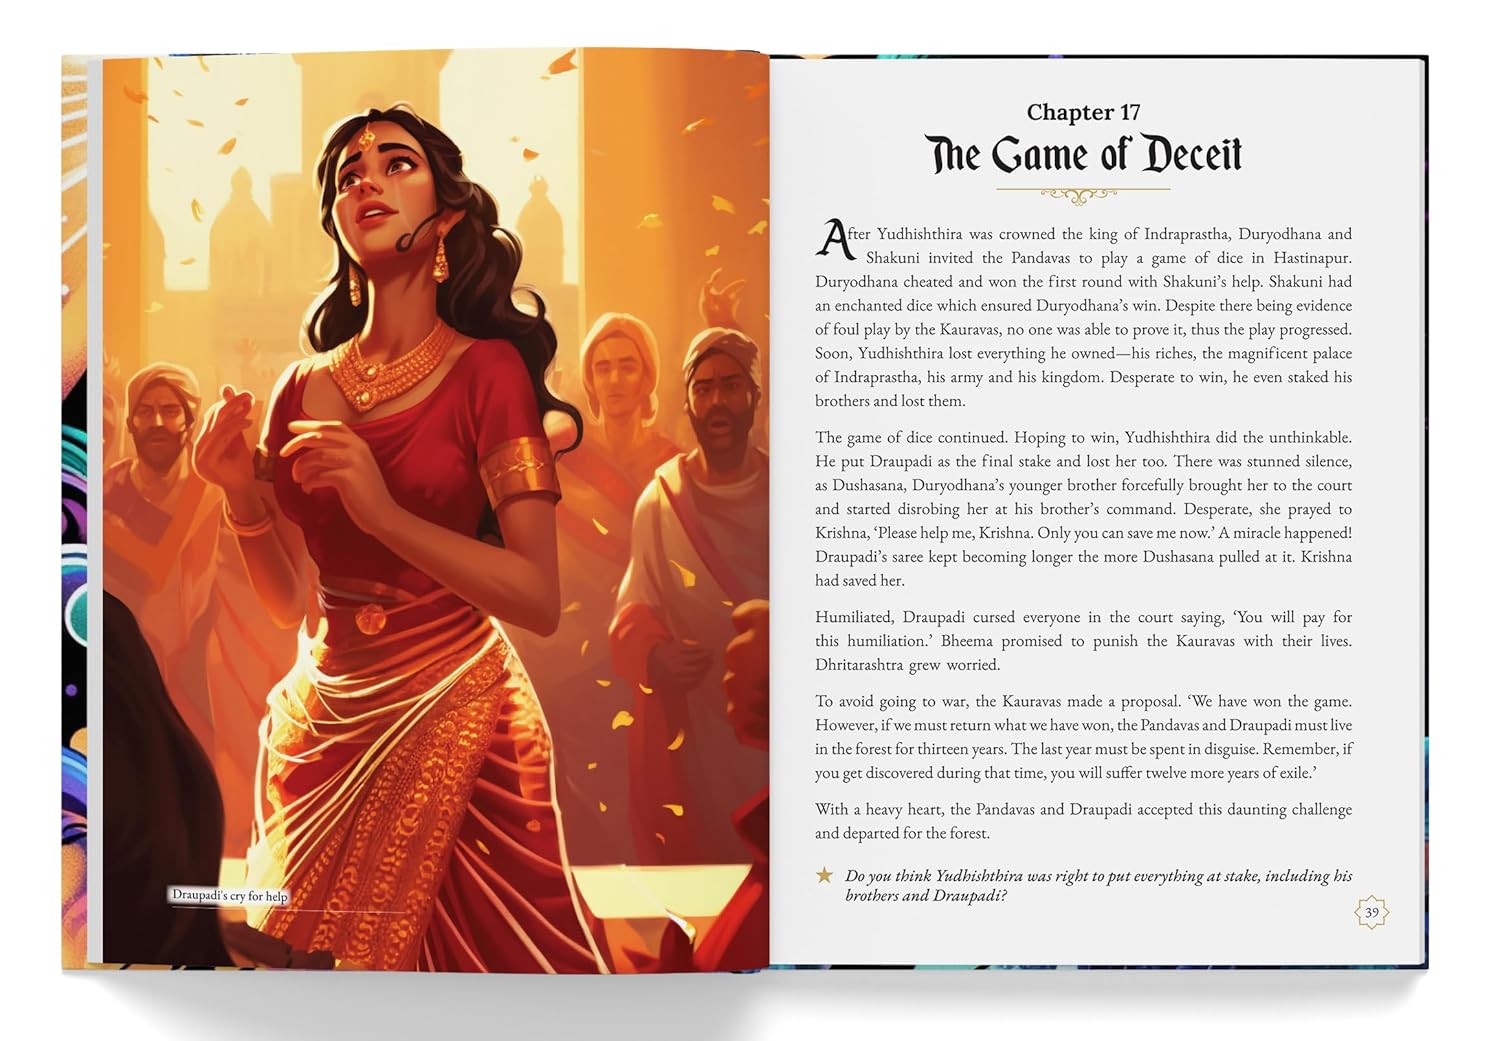 Draupadi's cry for help
Chapter 17
The Game of Deceit
After Yudhishthira was crowned the king of Indraprastha, Duryodhana and
Shakuni invited the Pandavas to play a game of dice in Hastinapur.
Duryodhana cheated and won the first round with Shakuni’s help. Shakuni had
an enchanted dice which ensured Duryodhana’s win. Despite there being evidence
of foul play by the Kauravas, no one was able to prove it, thus the play progressed.
Soon, Yudhishthira lost everything he owned—his riches, the magnificent palace
of Indraprastha, his army and his kingdom. Desperate to win, he even staked his
brothers and lost them.
The game of dice continued. Hoping to win, Yudhishthira did the unthinkable.
He put Draupadi as the final stake and lost her too. There was stunned silence,
as Dushasana, Duryodhana’s younger brother forcefully brought her to the court
and started disrobing her at his brother’s command. Desperate, she prayed to
Krishna, ‘Please help me, Krishna. Only you can save me now.’ A miracle happened!
Draupadi’s saree kept becoming longer the more Dushasana pulled at it. Krishna
had saved her.
Humiliated, Draupadi cursed everyone in the court saying, ‘You will pay for
this humiliation.’ Bheema promised to punish the Kauravas with their lives.
Dhritarashtra grew worried.
To avoid going to war, the Kauravas made a proposal. ‘We have won the game.
However, if we must return what we have won, the Pandavas and Draupadi must live
in the forest for thirteen years. The last year must be spent in disguise. Remember, if
you get discovered during that time, you will suffer twelve more years of exile.’
With a heavy heart, the Pandavas and Draupadi accepted this daunting challenge
and departed for the forest.
Do you think Yudhishthira was right to put everything at stake, including his
brothers and Draupadi?
39